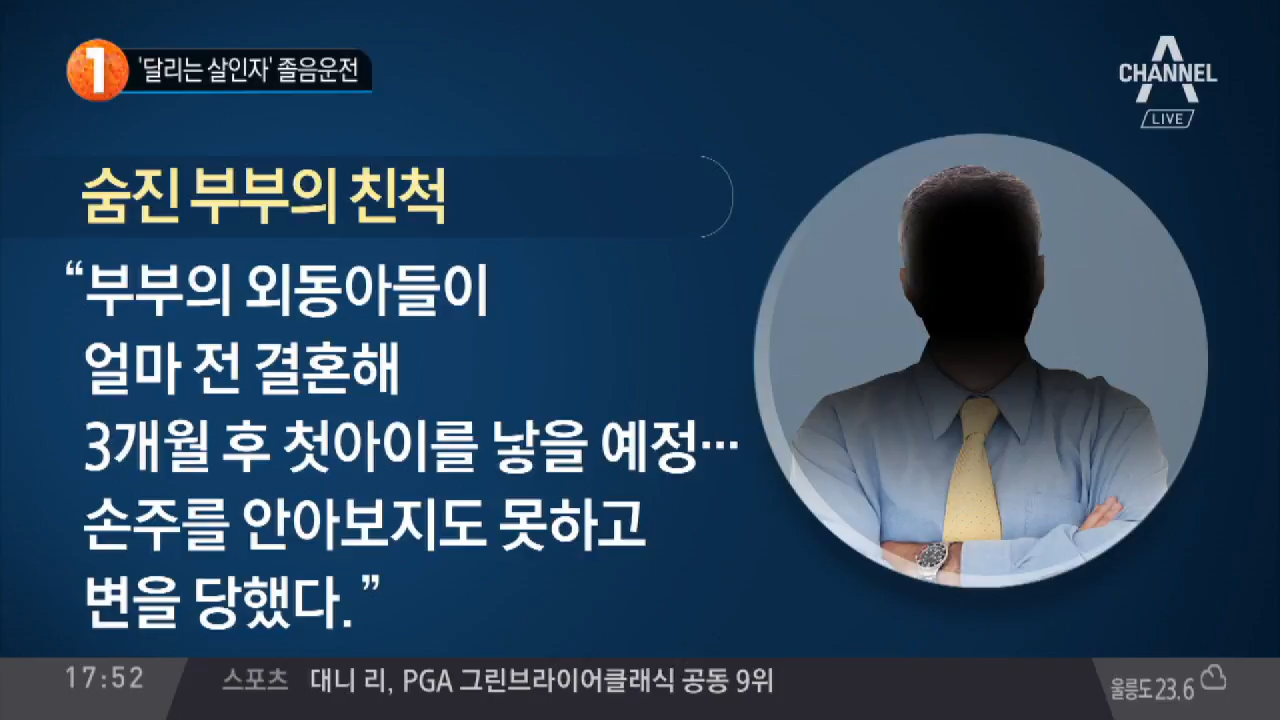 1 '달리는 살인자' 졸음운전
CHANNEL A
LIVE
숨진 부부의 친척
“부부의 외동아들이
얼마 전 결혼해
3개월 후 첫아이를 낳을 예정…
손주를 안아보지도 못하고
변을 당했다.”
17:52 스포츠 대니 리, PGA 그린브라이어클래식 공동 9위 울릉도 23.6